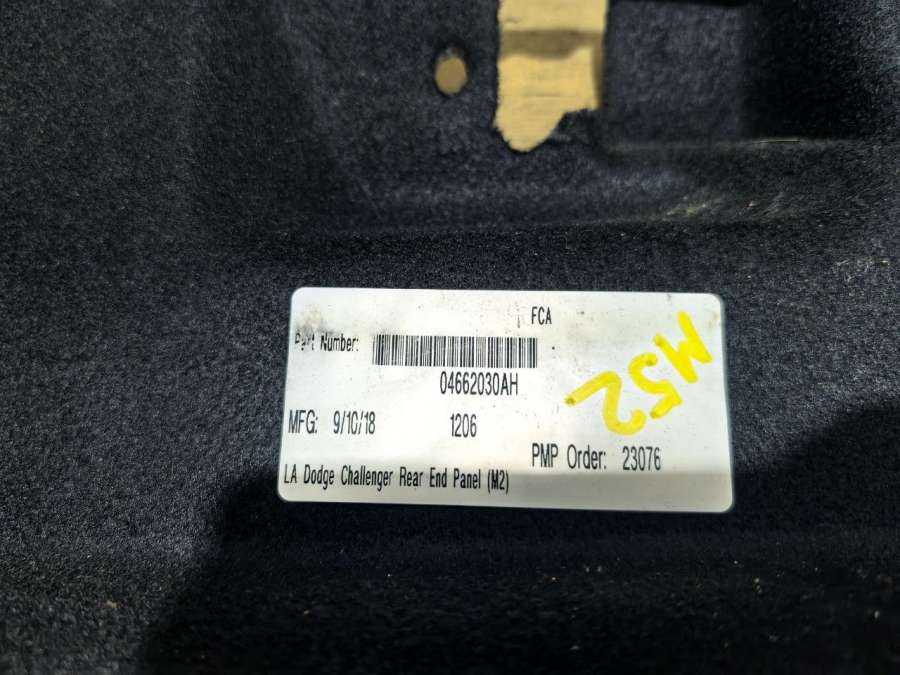 FCA
Part Number:
04662030AH
MFG: 9/10/18 1206
PMP Order: 23076
LA Dodge Challenger Rear End Panel (M2)
M52